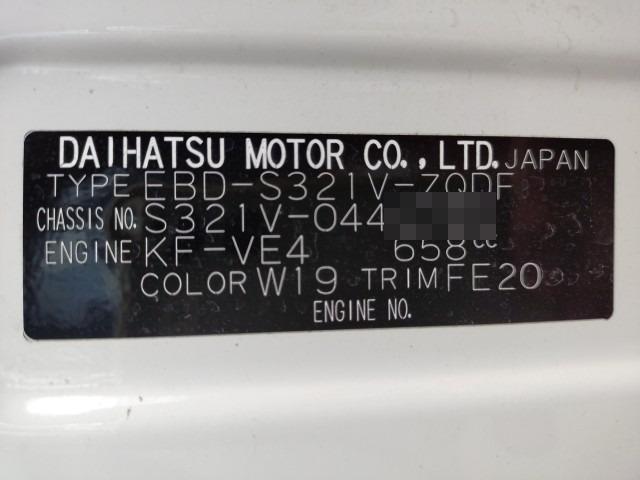 DAIHATSU MOTOR CO., LTD. JAPAN
TYPE EBD-S321V-ZQDF
CHASSIS NO. S321V-044
ENGINE KF-VE4 658cc
COLOR W19 TRIM FE20
ENGINE NO.